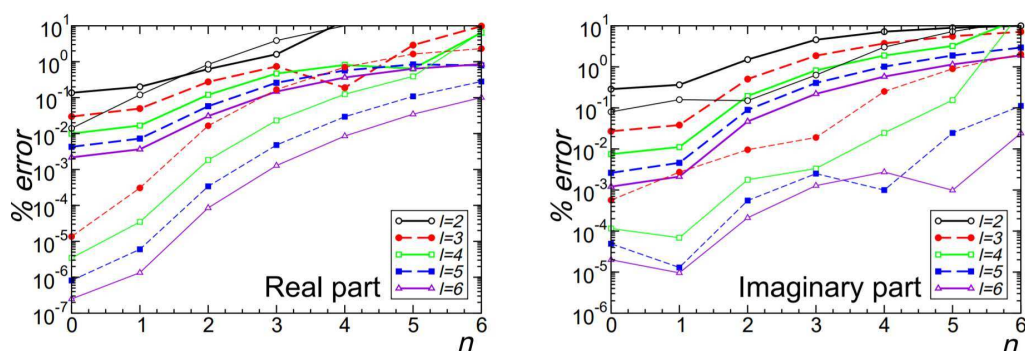 % error
10^1
10^0
10^-1
10^-2
10^-3
10^-4
10^-5
10^-6
10^-7
0 1 2 3 4 5 6
n
Real part
l=2
l=3
l=4
l=5
l=6
% error
10^1
10^0
10^-1
10^-2
10^-3
10^-4
10^-5
10^-6
0 1 2 3 4 5 6
n
Imaginary part
l=2
l=3
l=4
l=5
l=6